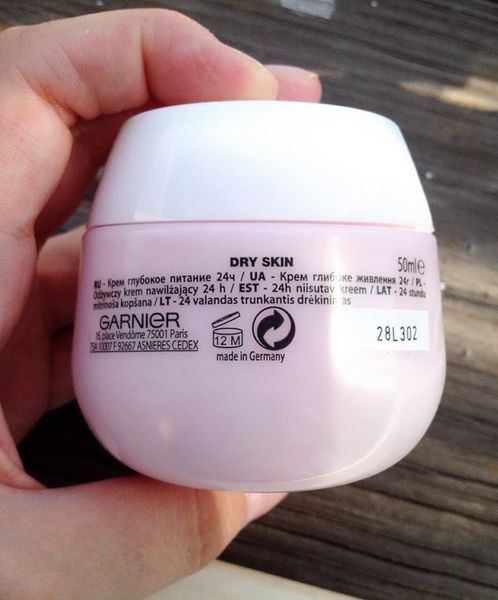 DRY SKIN
50ml e
RU - Крем глубокое питание 24ч / UA - Крем глибоке живлення 24г / PL -
Odżywczy krem nawilżający 24 h / EST - 24h niisutav kreem / LAT - 24 stundu
mitrinoša kopšana / LT - 24 valandas trunkantis drėkinimas
GARNIER
16, place Vendôme 75001 Paris
TSA 10007 F 92667 ASNIERES CEDEX
12 M
made in Germany
28L302